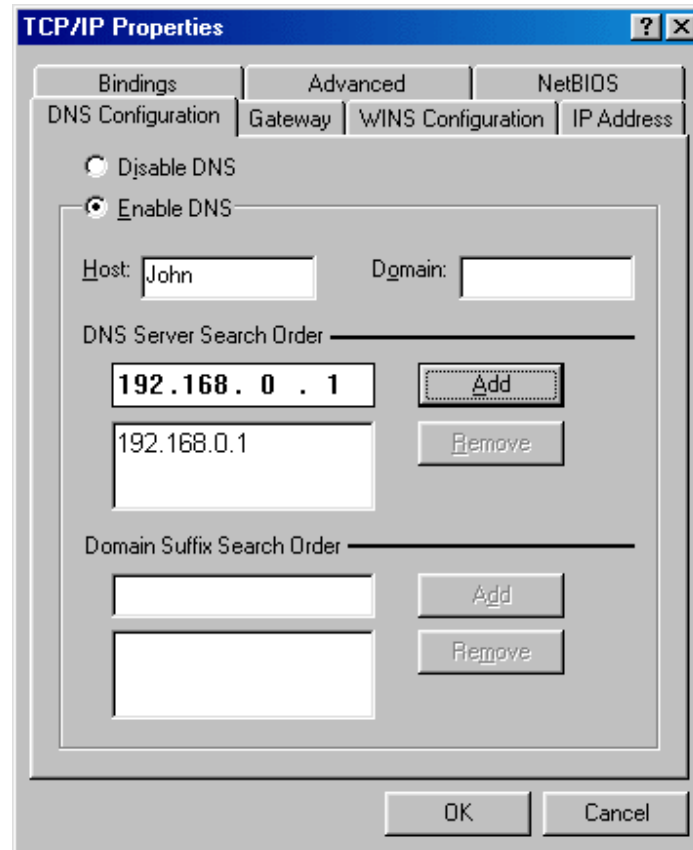 TCP/IP Properties
Bindings Advanced NetBIOS
DNS Configuration Gateway WINS Configuration IP Address
Disable DNS
Enable DNS
Host: John Domain:
DNS Server Search Order
192.168. 0 . 1 Add
192.168.0.1 Remove
Domain Suffix Search Order
Add
Remove
OK Cancel